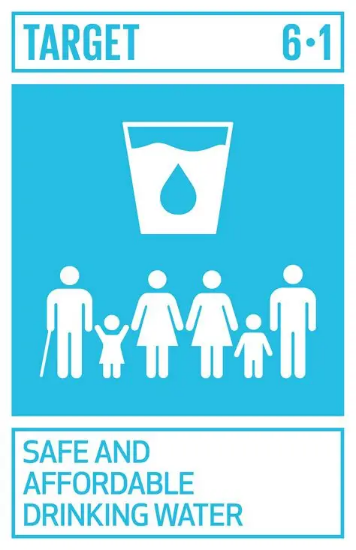 TARGET 6·1
SAFE AND
AFFORDABLE
DRINKING WATER